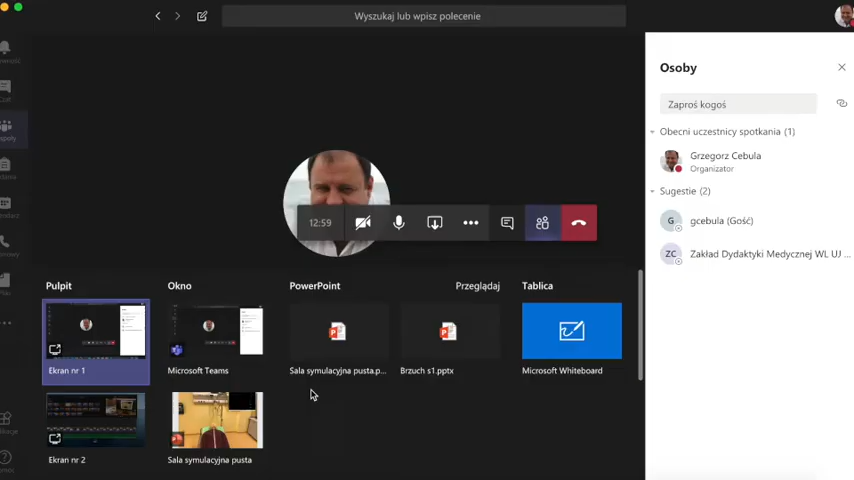 Wyszukaj lub wpisz polecenie
Osoby
Zaproś kogoś
Obecni uczestnicy spotkania (1)
Grzegorz Cebula
Organizator
Sugestie (2)
G
gcebula (Gość)
ZC
Zakład Dydaktyki Medycznej WL UJ ...
12:59
Pulpit
Okno
PowerPoint
Przeglądaj
Tablica
Ekran nr 1
Microsoft Teams
Sala symulacyjna pusta.p...
Brzuch s1.pptx
Microsoft Whiteboard
Ekran nr 2
Sala symulacyjna pusta